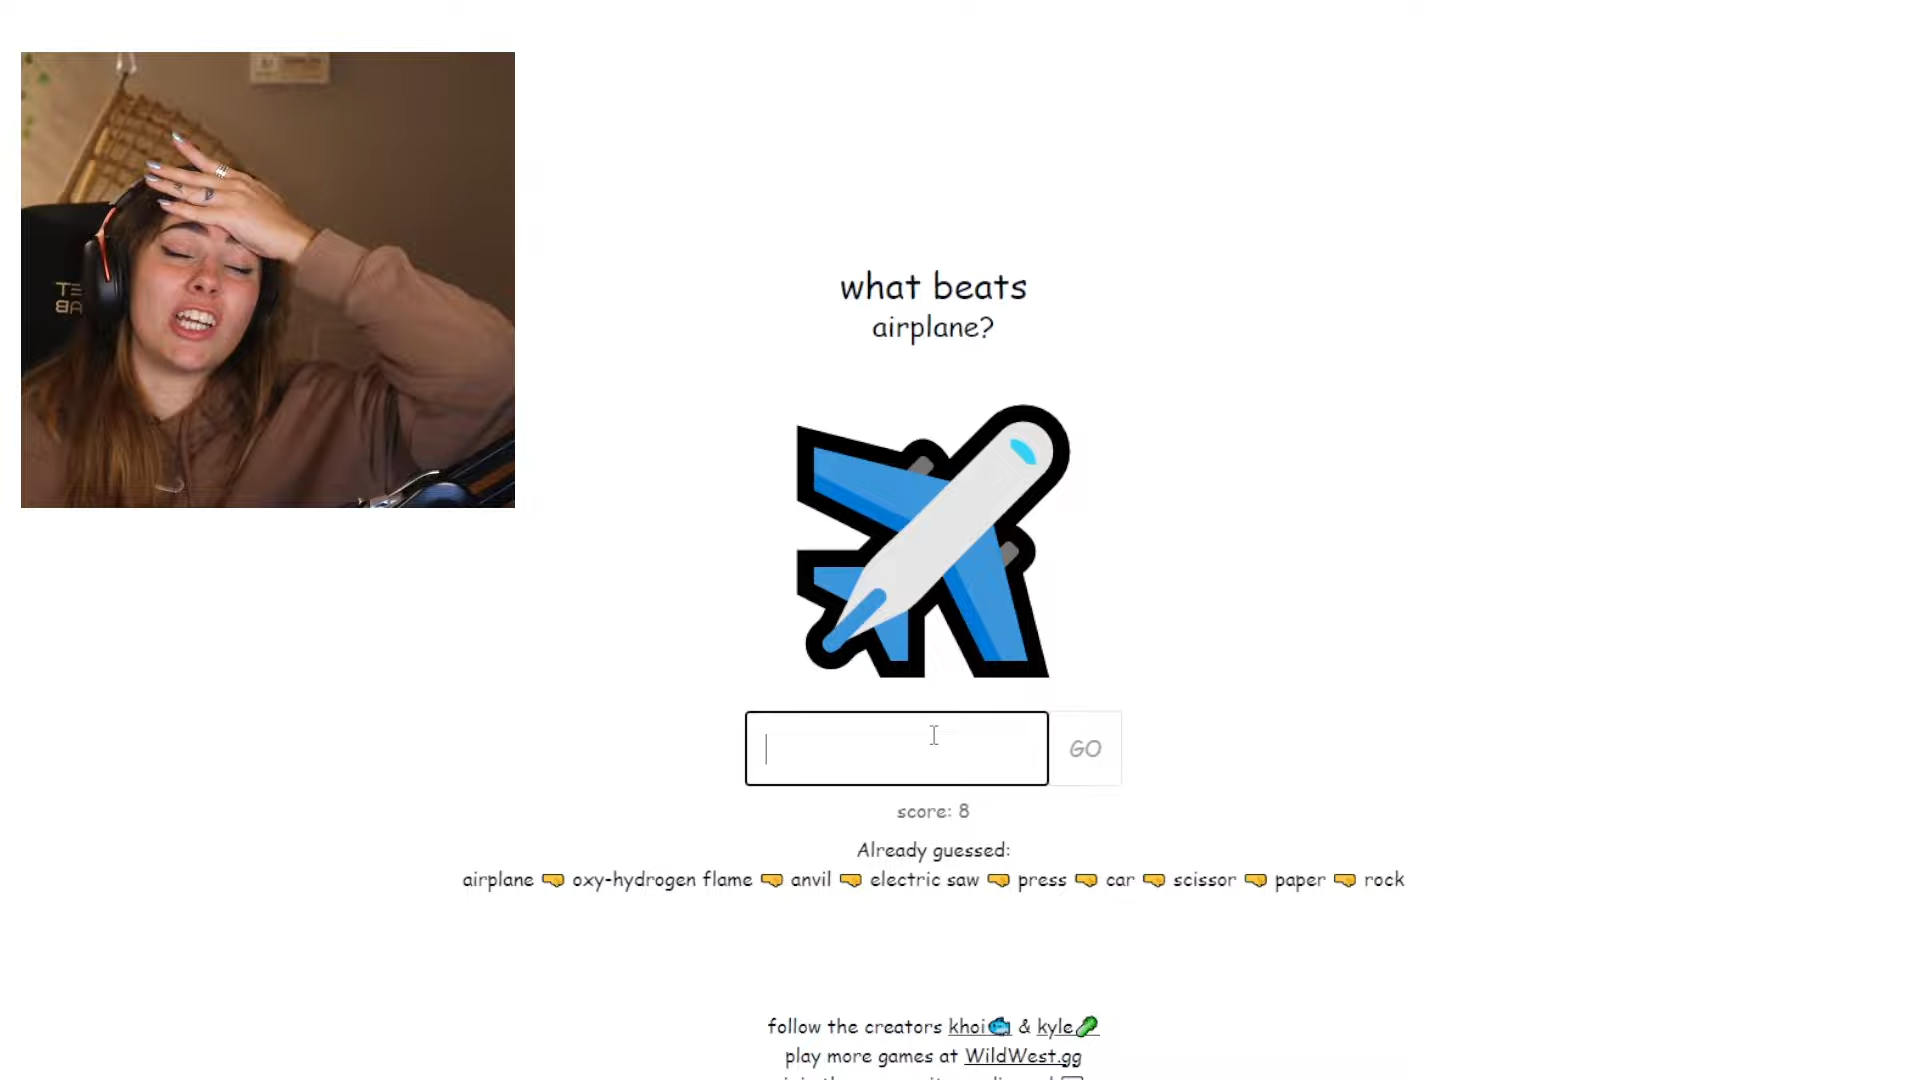 what beats
airplane?
GO
score: 8
Already guessed:
airplane 🤜 oxy-hydrogen flame 🤜 anvil 🤜 electric saw 🤜 press 🤜 car 🤜 scissor 🤜 paper 🤜 rock
follow the creators khoi🐟 & kyle🥒
play more games at WildWest.gg